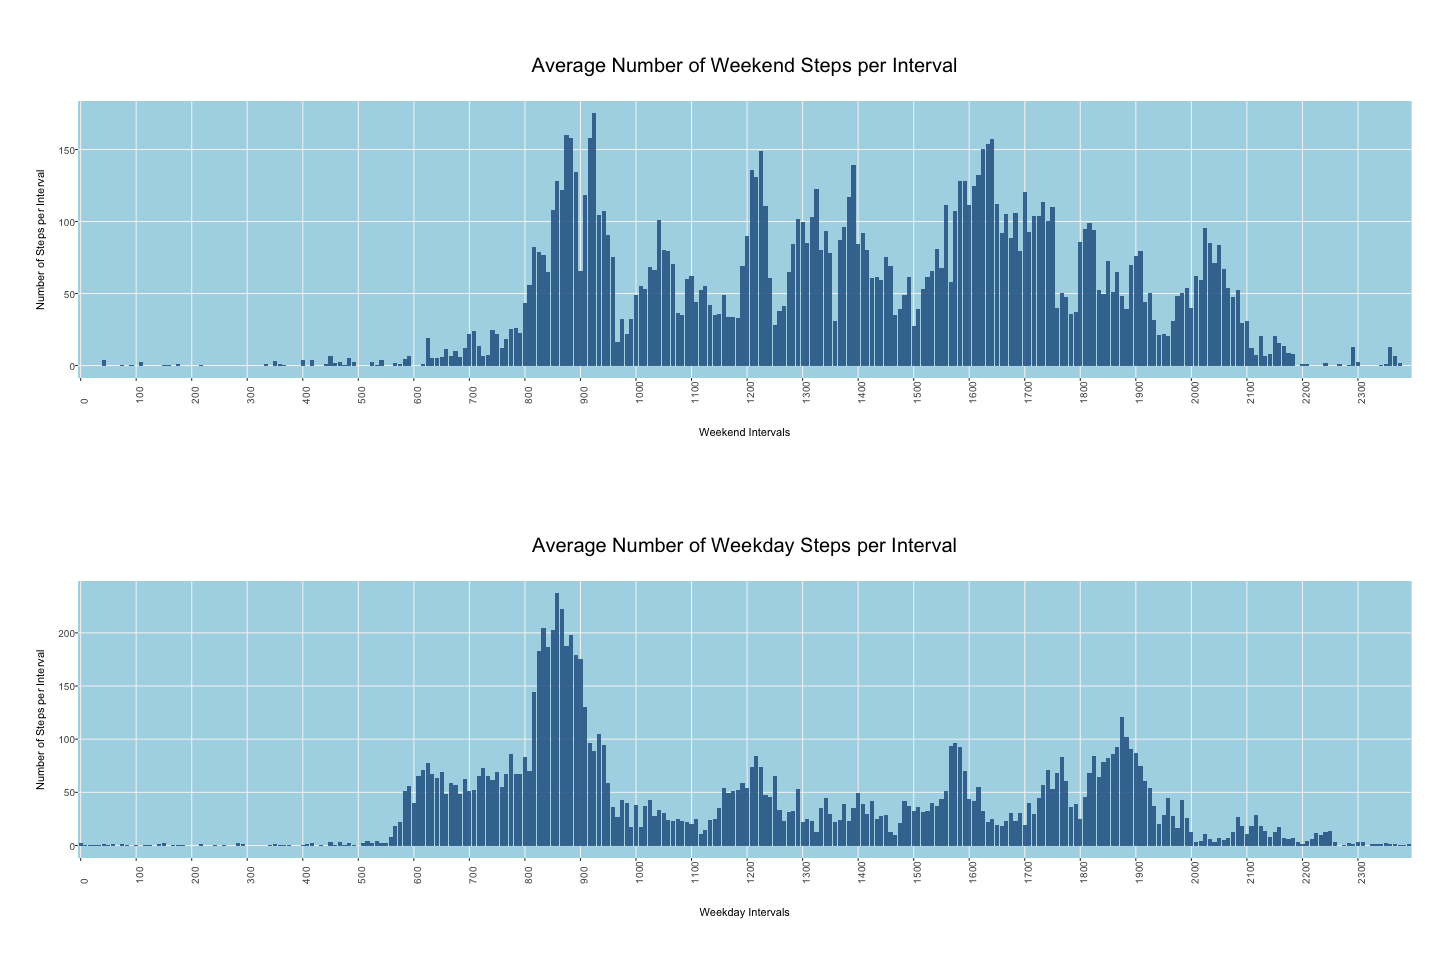 Average Number of Weekend Steps per Interval
Number of Steps per Interval
150
100
50
0
0 100 200 300 400 500 600 700 800 900 1000 1100 1200 1300 1400 1500 1600 1700 1800 1900 2000 2100 2200 2300
Weekend Intervals
Average Number of Weekday Steps per Interval
Number of Steps per Interval
200
150
100
50
0
0 100 200 300 400 500 600 700 800 900 1000 1100 1200 1300 1400 1500 1600 1700 1800 1900 2000 2100 2200 2300
Weekday Intervals